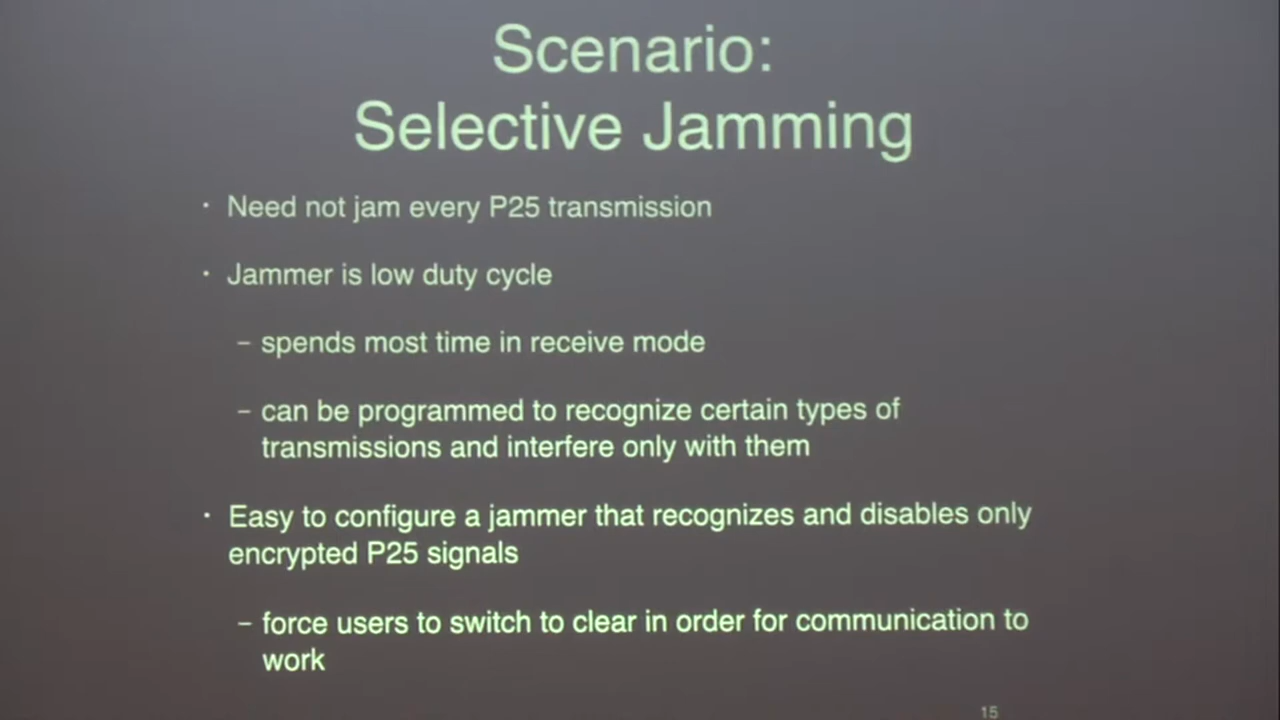 Scenario:
Selective Jamming
· Need not jam every P25 transmission
· Jammer is low duty cycle
– spends most time in receive mode
– can be programmed to recognize certain types of
transmissions and interfere only with them
· Easy to configure a jammer that recognizes and disables only
encrypted P25 signals
– force users to switch to clear in order for communication to
work
15